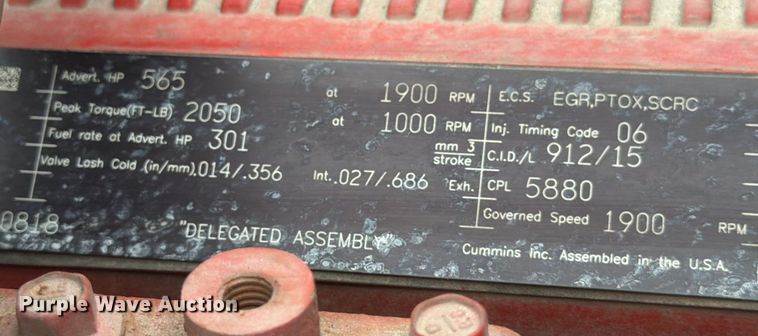 Advert. HP 565 at 1900 RPM
Peak Torque(FT-LB) 2050 at 1000 RPM
Fuel rate at Advert. HP 301 mm 3 stroke
Valve Lash Cold (in/mm) .014/.356 Int. .027/.686 Exh.
E.C.S. EGR,PTOX,SCRC
Inj. Timing Code 06
C.I.D./L 912/15
CPL 5880
Governed Speed 1900 RPM
0818
"DELEGATED ASSEMBLY"
Cummins Inc. Assembled in the U.S.A.
Purple Wave Auction